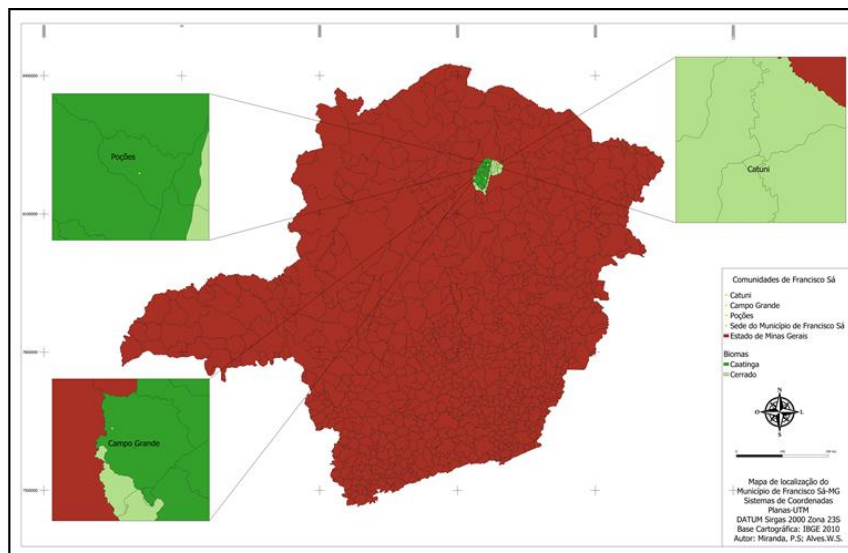 Poções
Catuni
Campo Grande
Comunidades de Francisco Sá
Catuni
Campo Grande
Poções
Sede do Município de Francisco Sá
Estado de Minas Gerais
Biomas
Caatinga
Cerrado
N
O
L
S
Mapa de localização do
Município de Francisco Sá-MG
Sistemas de Coordenadas
Planas-UTM
DATUM Sirgas 2000 Zona 23S
Base Cartográfica: IBGE 2010
Autor: Miranda, P.S; Alves.W.S.